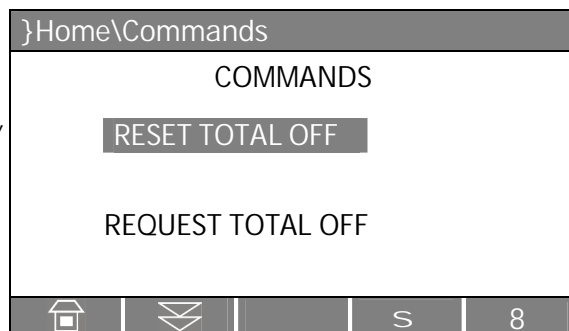 }Home\Commands
COMMANDS
RESET TOTAL OFF
REQUEST TOTAL OFF
S 8